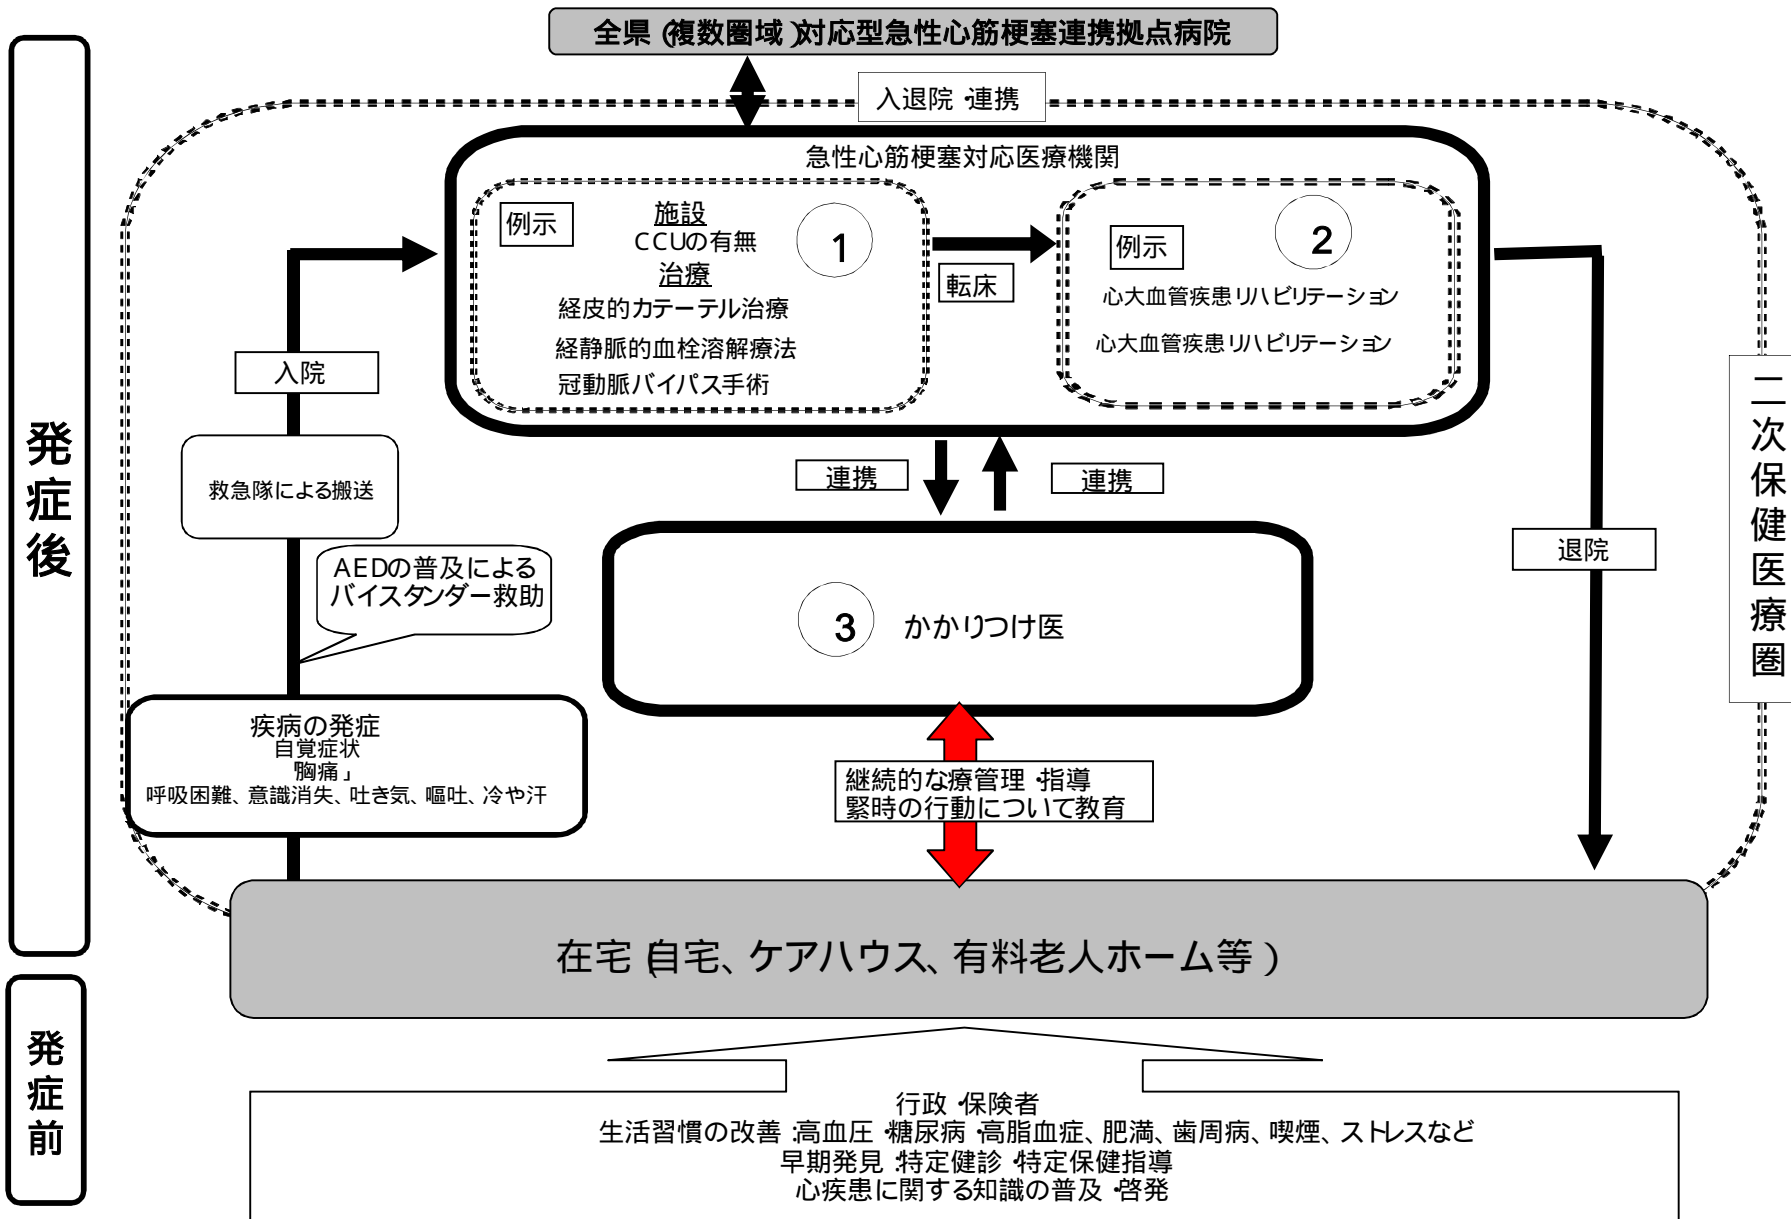 全県（複数圏域）対応型急性心筋梗塞連携拠点病院
入退院・連携
発症後
急性心筋梗塞対応医療機関
例示
施設
CCUの有無
治療
経皮的カテーテル治療
経静脈的血栓溶解療法
冠動脈バイパス手術
1
転床
例示
2
心大血管疾患リハビリテーション
心大血管疾患リハビリテーション
入院
救急隊による搬送
AEDの普及による
バイスタンダー救助
連携
連携
退院
二次保健医療圏
3
かかりつけ医
疾病の発症
自覚症状
「胸痛」
呼吸困難、意識消失、吐き気、嘔吐、冷や汗
継続的な療管理・指導
緊時の行動について教育
在宅（自宅、ケアハウス、有料老人ホーム等）
発症前
行政・保険者
生活習慣の改善：高血圧・糖尿病・高脂血症、肥満、歯周病、喫煙、ストレスなど
早期発見：特定健診・特定保健指導
心疾患に関する知識の普及・啓発